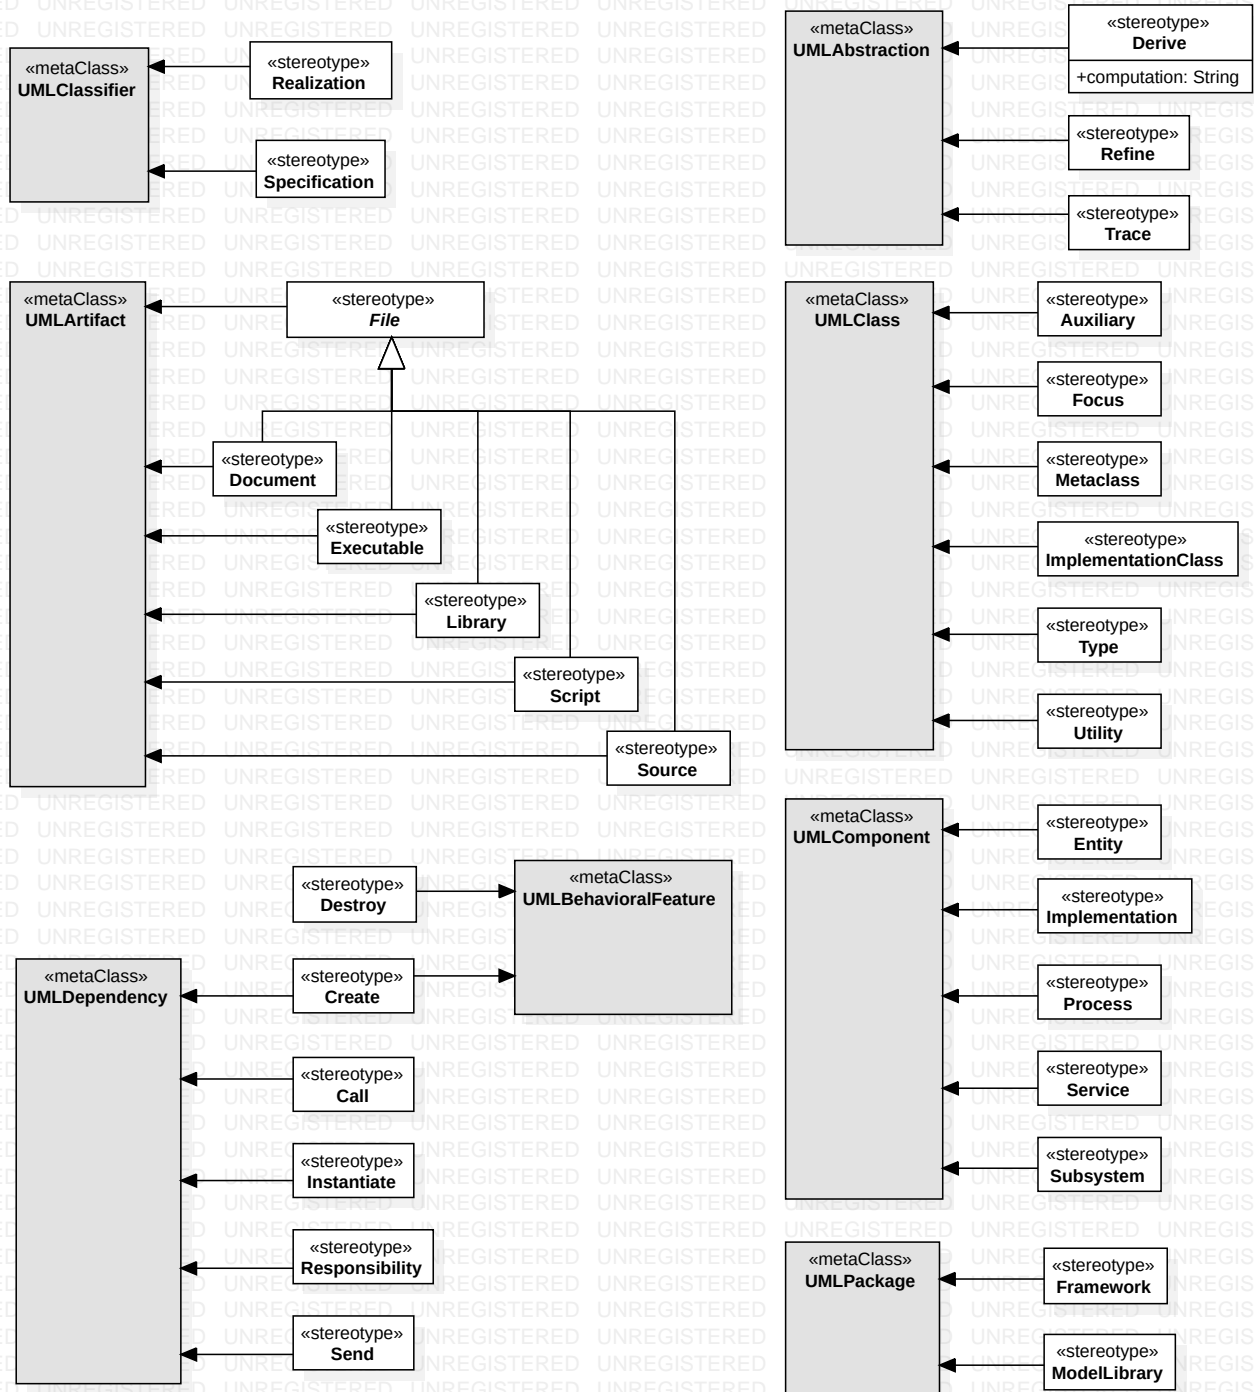 «metaClass»
UMLClassifier
«stereotype»
Realization
«stereotype»
Specification
«metaClass»
UMLAbstraction
«stereotype»
Derive
+computation: String
«stereotype»
Refine
«stereotype»
Trace
«metaClass»
UMLArtifact
«stereotype»
File
«stereotype»
Document
«stereotype»
Executable
«stereotype»
Library
«stereotype»
Script
«stereotype»
Source
«metaClass»
UMLClass
«stereotype»
Auxiliary
«stereotype»
Focus
«stereotype»
Metaclass
«stereotype»
ImplementationClass
«stereotype»
Type
«stereotype»
Utility
«stereotype»
Destroy
«metaClass»
UMLBehavioralFeature
«metaClass»
UMLDependency
«stereotype»
Create
«stereotype»
Call
«stereotype»
Instantiate
«stereotype»
Responsibility
«stereotype»
Send
«metaClass»
UMLComponent
«stereotype»
Entity
«stereotype»
Implementation
«stereotype»
Process
«stereotype»
Service
«stereotype»
Subsystem
«metaClass»
UMLPackage
«stereotype»
Framework
«stereotype»
ModelLibrary
UNREGISTERED